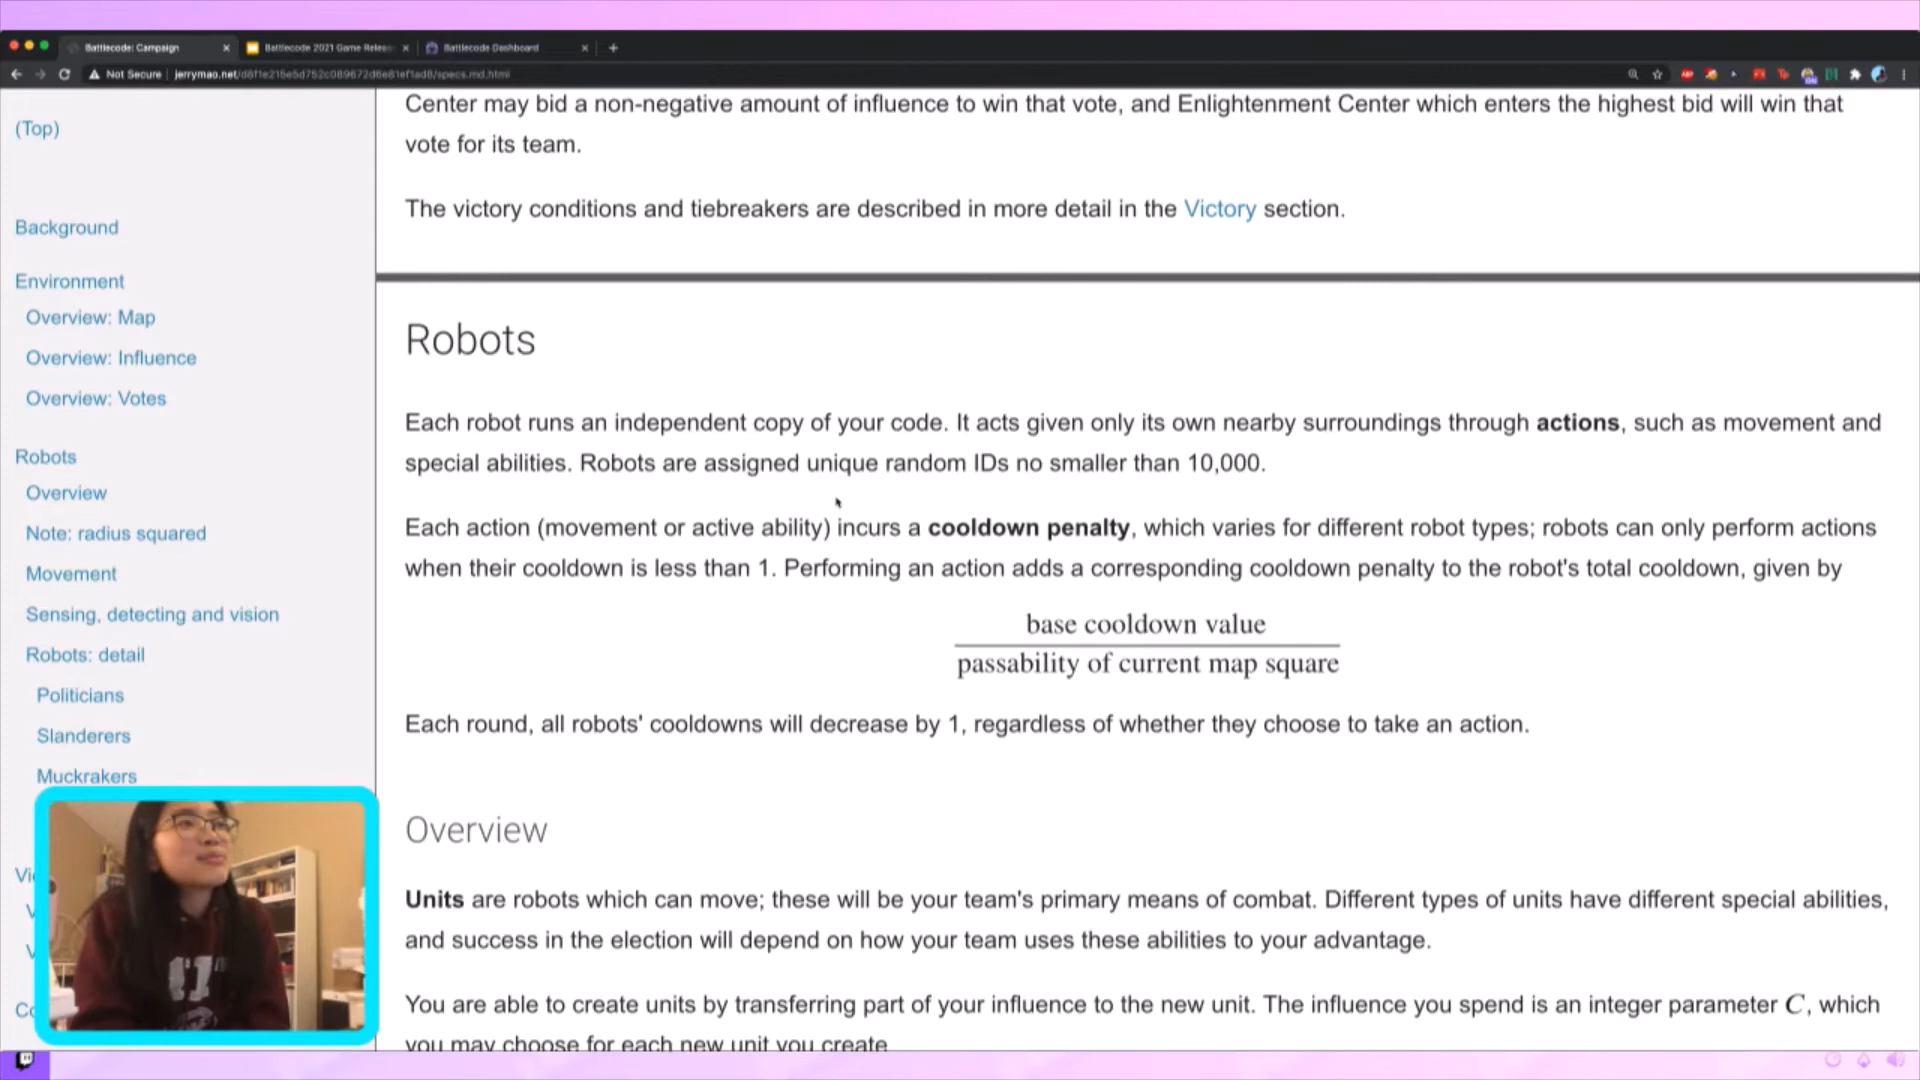 Battlecode: Campaign
Battlecode 2021 Game Releas
Battlecode Dashboard
Not Secure
(Top)
Background
Environment
Overview: Map
Overview: Influence
Overview: Votes
Robots
Overview
Note: radius squared
Movement
Sensing, detecting and vision
Robots: detail
Politicians
Slanderers
Muckrakers
Center may bid a non-negative amount of influence to win that vote, and Enlightenment Center which enters the highest bid will win that
vote for its team.
The victory conditions and tiebreakers are described in more detail in the Victory section.
Robots
Each robot runs an independent copy of your code. It acts given only its own nearby surroundings through actions, such as movement and
special abilities. Robots are assigned unique random IDs no smaller than 10,000.
Each action (movement or active ability) incurs a cooldown penalty, which varies for different robot types; robots can only perform actions
when their cooldown is less than 1. Performing an action adds a corresponding cooldown penalty to the robot's total cooldown, given by
base cooldown value
passability of current map square
Each round, all robots' cooldowns will decrease by 1, regardless of whether they choose to take an action.
Overview
Units are robots which can move; these will be your team's primary means of combat. Different types of units have different special abilities,
and success in the election will depend on how your team uses these abilities to your advantage.
You are able to create units by transferring part of your influence to the new unit. The influence you spend is an integer parameter C, which
you may choose for each new unit you create